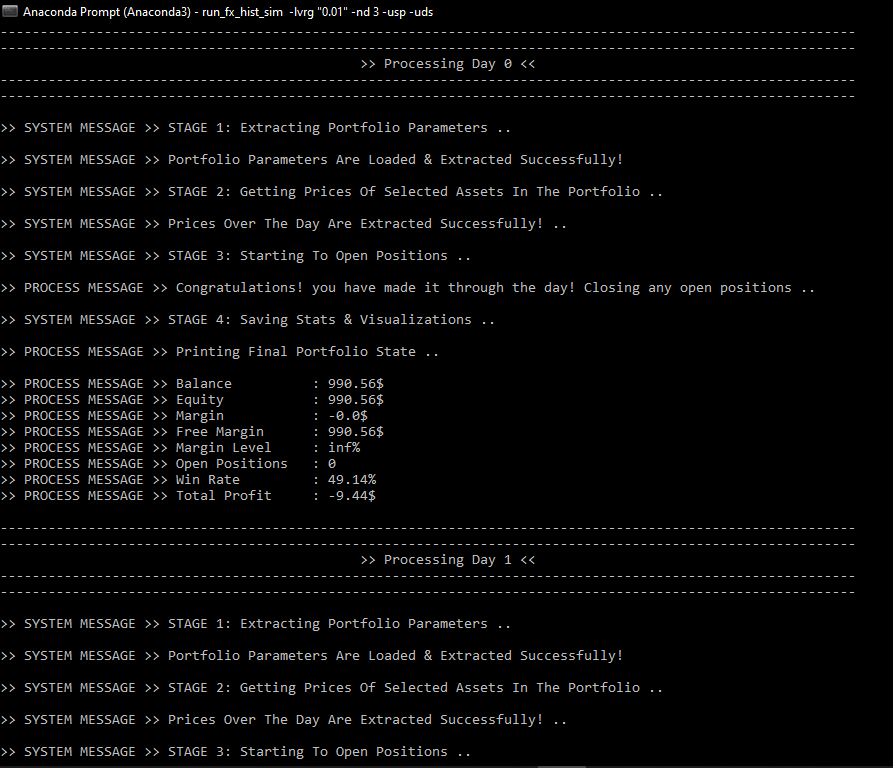 Anaconda Prompt (Anaconda3) - run_fx_hist_sim -lvrg "0.01" -nd 3 -usp -uds
-----------------------------------------------------------------------------------------------------------
-----------------------------------------------------------------------------------------------------------
>> Processing Day 0 <<
-----------------------------------------------------------------------------------------------------------
-----------------------------------------------------------------------------------------------------------
>> SYSTEM MESSAGE >> STAGE 1: Extracting Portfolio Parameters ..
>> SYSTEM MESSAGE >> Portfolio Parameters Are Loaded & Extracted Successfully!
>> SYSTEM MESSAGE >> STAGE 2: Getting Prices Of Selected Assets In The Portfolio ..
>> SYSTEM MESSAGE >> Prices Over The Day Are Extracted Successfully! ..
>> SYSTEM MESSAGE >> STAGE 3: Starting To Open Positions ..
>> PROCESS MESSAGE >> Congratulations! you have made it through the day! Closing any open positions ..
>> SYSTEM MESSAGE >> STAGE 4: Saving Stats & Visualizations ..
>> PROCESS MESSAGE >> Printing Final Portfolio State ..
>> PROCESS MESSAGE >> Balance          : 990.56$
>> PROCESS MESSAGE >> Equity           : 990.56$
>> PROCESS MESSAGE >> Margin           : -0.0$
>> PROCESS MESSAGE >> Free Margin      : 990.56$
>> PROCESS MESSAGE >> Margin Level     : inf%
>> PROCESS MESSAGE >> Open Positions   : 0
>> PROCESS MESSAGE >> Win Rate         : 49.14%
>> PROCESS MESSAGE >> Total Profit     : -9.44$
-----------------------------------------------------------------------------------------------------------
-----------------------------------------------------------------------------------------------------------
>> Processing Day 1 <<
-----------------------------------------------------------------------------------------------------------
-----------------------------------------------------------------------------------------------------------
>> SYSTEM MESSAGE >> STAGE 1: Extracting Portfolio Parameters ..
>> SYSTEM MESSAGE >> Portfolio Parameters Are Loaded & Extracted Successfully!
>> SYSTEM MESSAGE >> STAGE 2: Getting Prices Of Selected Assets In The Portfolio ..
>> SYSTEM MESSAGE >> Prices Over The Day Are Extracted Successfully! ..
>> SYSTEM MESSAGE >> STAGE 3: Starting To Open Positions ..